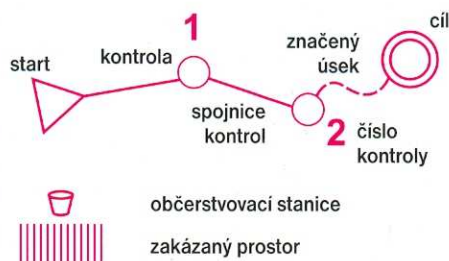 start
kontrola
1
spojnice
kontrol
značený
úsek
cíl
2
číslo
kontroly
občerstvovací stanice
zakázaný prostor